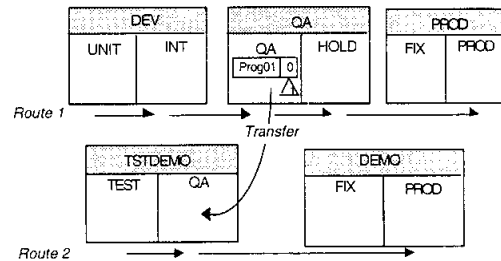 DEV QA PROD
UNIT INT QA HOLD FIX PROD
Prog01 0
Route 1
Transfer
TSTDEMO DEMO
TEST QA FIX PROD
Route 2